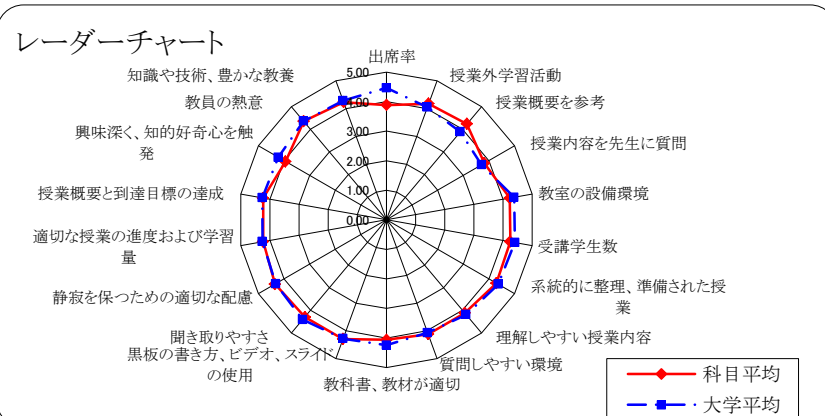 レーダーチャート
出席率
授業外学習活動
授業概要を参考
授業内容を先生に質問
教室の設備環境
受講学生数
系統的に整理、準備された授
業
理解しやすい授業内容
質問しやすい環境
教科書、教材が適切
黒板の書き方、ビデオ、スライド
の使用
聞き取りやすさ
静寂を保つための適切な配慮
適切な授業の進度および学習
量
授業概要と到達目標の達成
興味深く、知的好奇心を触
発
教員の熱意
知識や技術、豊かな教養
5.00
4.00
3.00
2.00
1.00
0.00
科目平均
大学平均